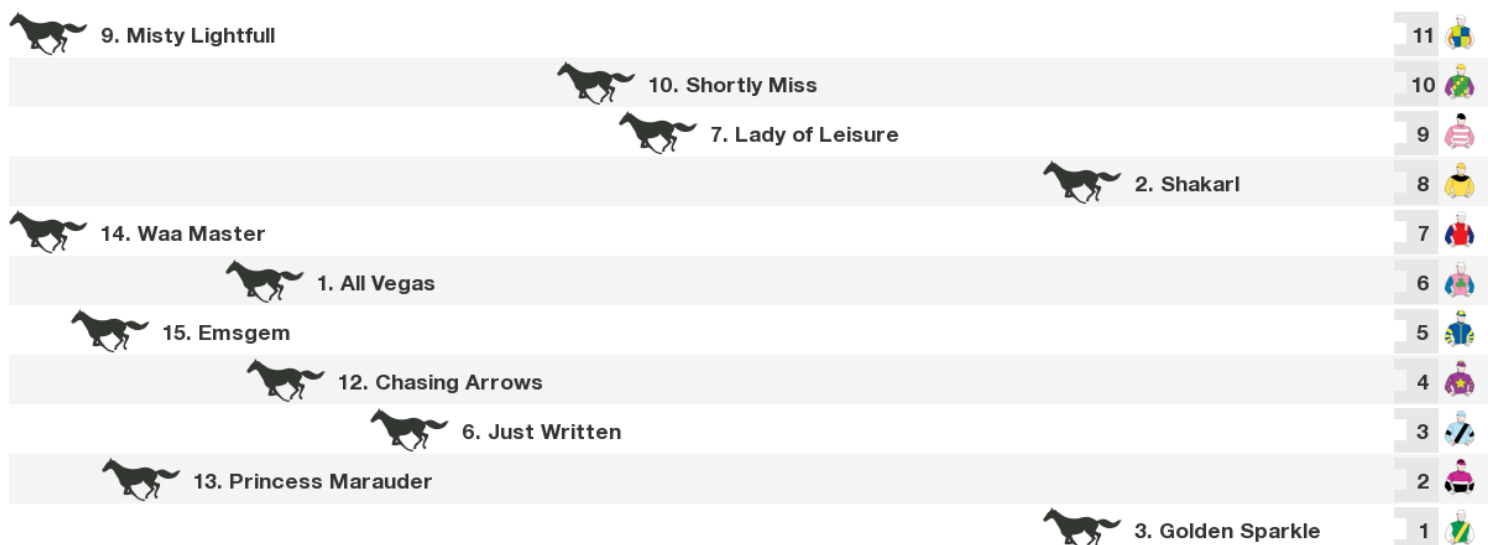 9. Misty Lightfull 11
10. Shortly Miss 10
7. Lady of Leisure 9
2. Shakarl 8
14. Waa Master 7
1. All Vegas 6
15. Emsgem 5
12. Chasing Arrows 4
6. Just Written 3
13. Princess Marauder 2
3. Golden Sparkle 1